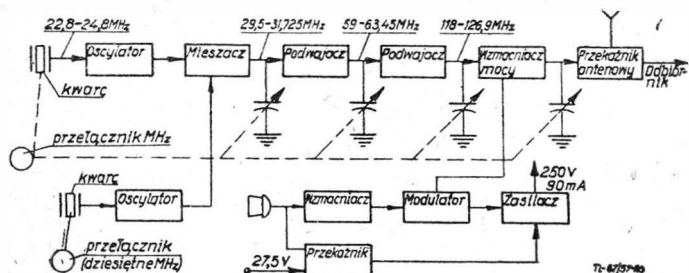 22,8-24,8MHz
29,5-31,725MHz
59-63,45MHz
118-126,9MHz
Oscylator
Mieszacz
Podwajacz
Podwajacz
Wzmacniacz mocy
Przekaźnik antenowy
Odbior-
nik
kwarc
przełącznik MHz
kwarc
Oscylator
Wzmacniacz
Modulator
Zasilacz
250V
90mA
przełącznik
(dziesiętne MHz)
27,5V
Przekaźnik